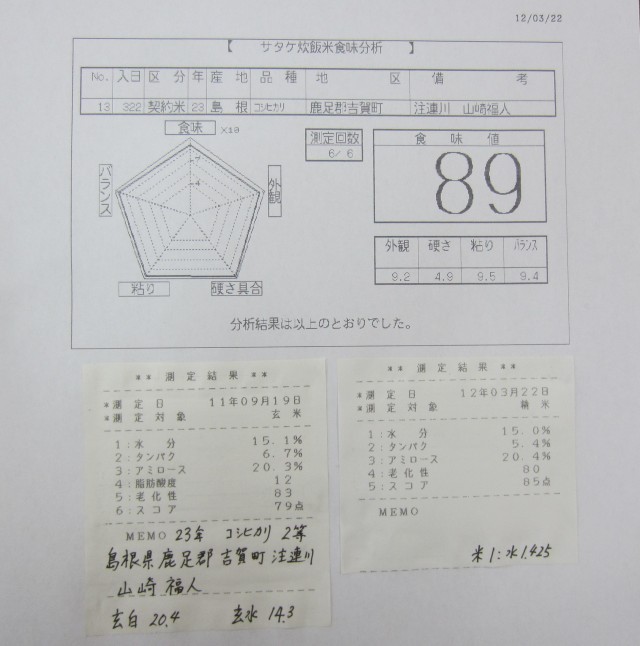 12/03/22
【 サタケ炊飯米食味分析 】
No. 入日 区分 年 産地 品種 地区 備考
13 322 契約米 23 島根 コシヒカリ 鹿足郡吉賀町 注連川 山崎福人
食味 X10
外観
硬さ具合
粘り
バランス
測定回数
6/ 6
食味値
89
外観 硬さ 粘り バランス
9.2 4.9 9.5 9.4
分析結果は以上のとおりでした。
** 測定結果 **
*測定日 11年09月19日
*測定対象 玄米
1:水分 15.1%
2:タンパク 6.7%
3:アミロース 20.3%
4:脂肪酸度 12
5:老化性 83
6:スコア 79点
MEMO 23年 コシヒカリ 2等
島根県鹿足郡吉賀町注連川
山崎福人
玄白 20.4 玄水 14.3
** 測定結果 **
*測定日 12年03月22日
*測定対象 精米
1:水分 15.0%
2:タンパク 5.4%
3:アミロース 20.4%
4:老化性 80
5:スコア 85点
MEMO
米1:水1.425